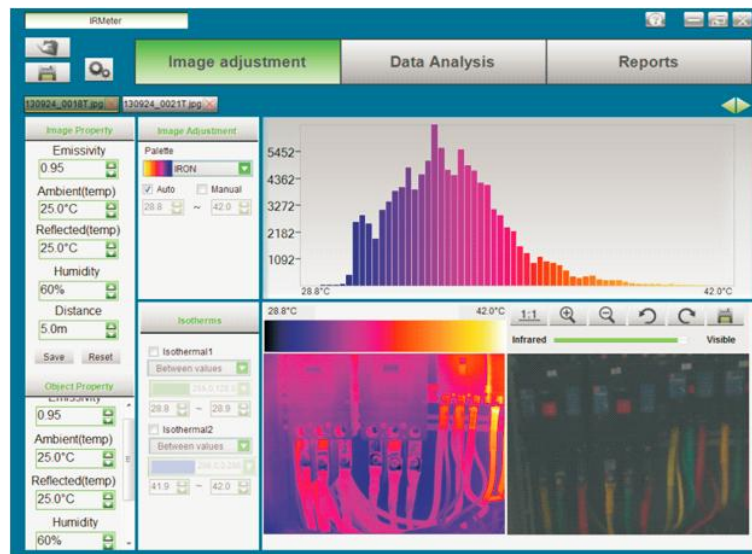 IRMeter
Image adjustment
Data Analysis
Reports
130924_0018T.jpg
130924_0021T.jpg
Image Property
Emissivity
0.95
Ambient(temp)
25.0°C
Reflected(temp)
25.0°C
Humidity
60%
Distance
5.0m
Save Reset
Object Property
Emissivity
0.95
Ambient(temp)
25.0°C
Reflected(temp)
25.0°C
Humidity
60%
Image Adjustment
Palette
IRON
Auto Manual
28.8 ~ 42.0
Isotherms
Isothermal1
Between values
28.8 ~ 28.9
Isothermal2
Between values
41.9 ~ 42.0
5452
4362
3272
2182
1092
28.8°C 42.0°C
28.8°C 42.0°C
1:1
Infrared Visible